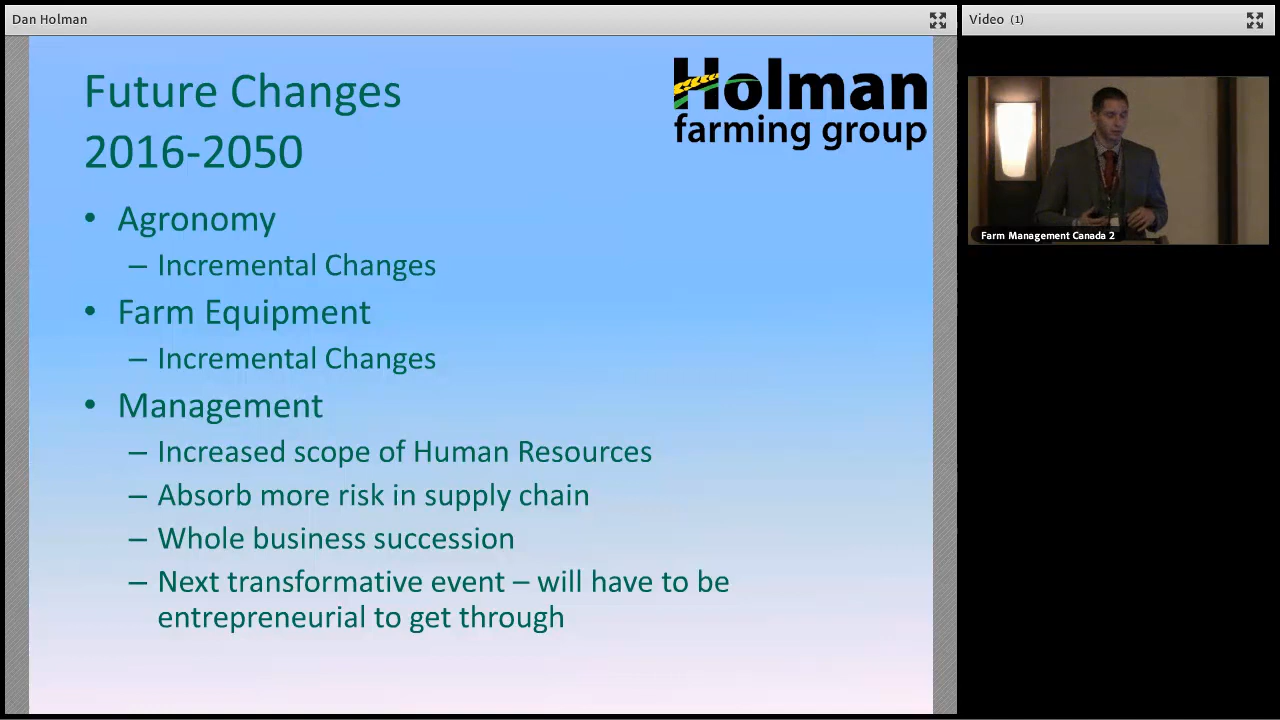 Dan Holman
Video (1)
Future Changes
2016-2050
Holman
farming group
• Agronomy
– Incremental Changes
• Farm Equipment
– Incremental Changes
• Management
– Increased scope of Human Resources
– Absorb more risk in supply chain
– Whole business succession
– Next transformative event – will have to be
entrepreneurial to get through
Farm Management Canada 2